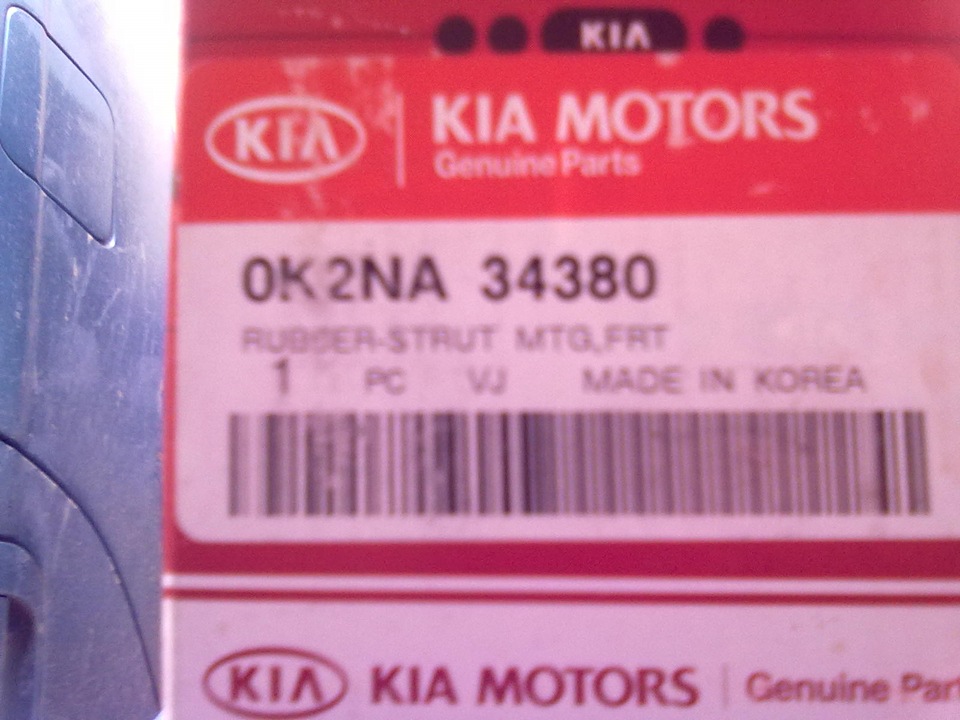 KIA
KIA KIA MOTORS
Genuine Parts
0K2NA 34380
RUBBER-STRUT MTG,FRT
1 PC VJ MADE IN KOREA
KIA KIA MOTORS Genuine